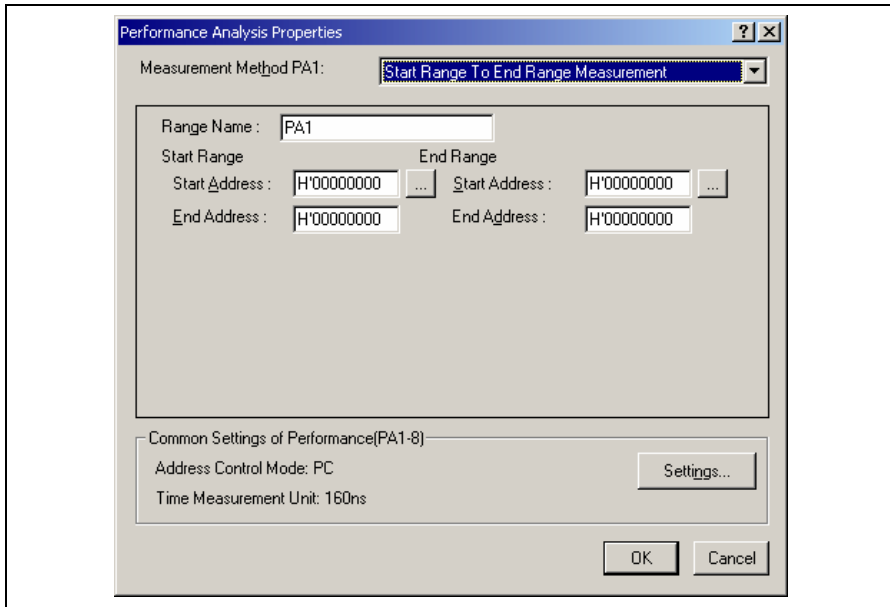 Performance Analysis Properties
Measurement Method PA1: Start Range To End Range Measurement
Range Name : PA1
Start Range End Range
Start Address : H'00000000 ... Start Address : H'00000000 ...
End Address : H'00000000 End Address : H'00000000
Common Settings of Performance(PA1-8)
Address Control Mode: PC
Settings...
Time Measurement Unit: 160ns
OK Cancel